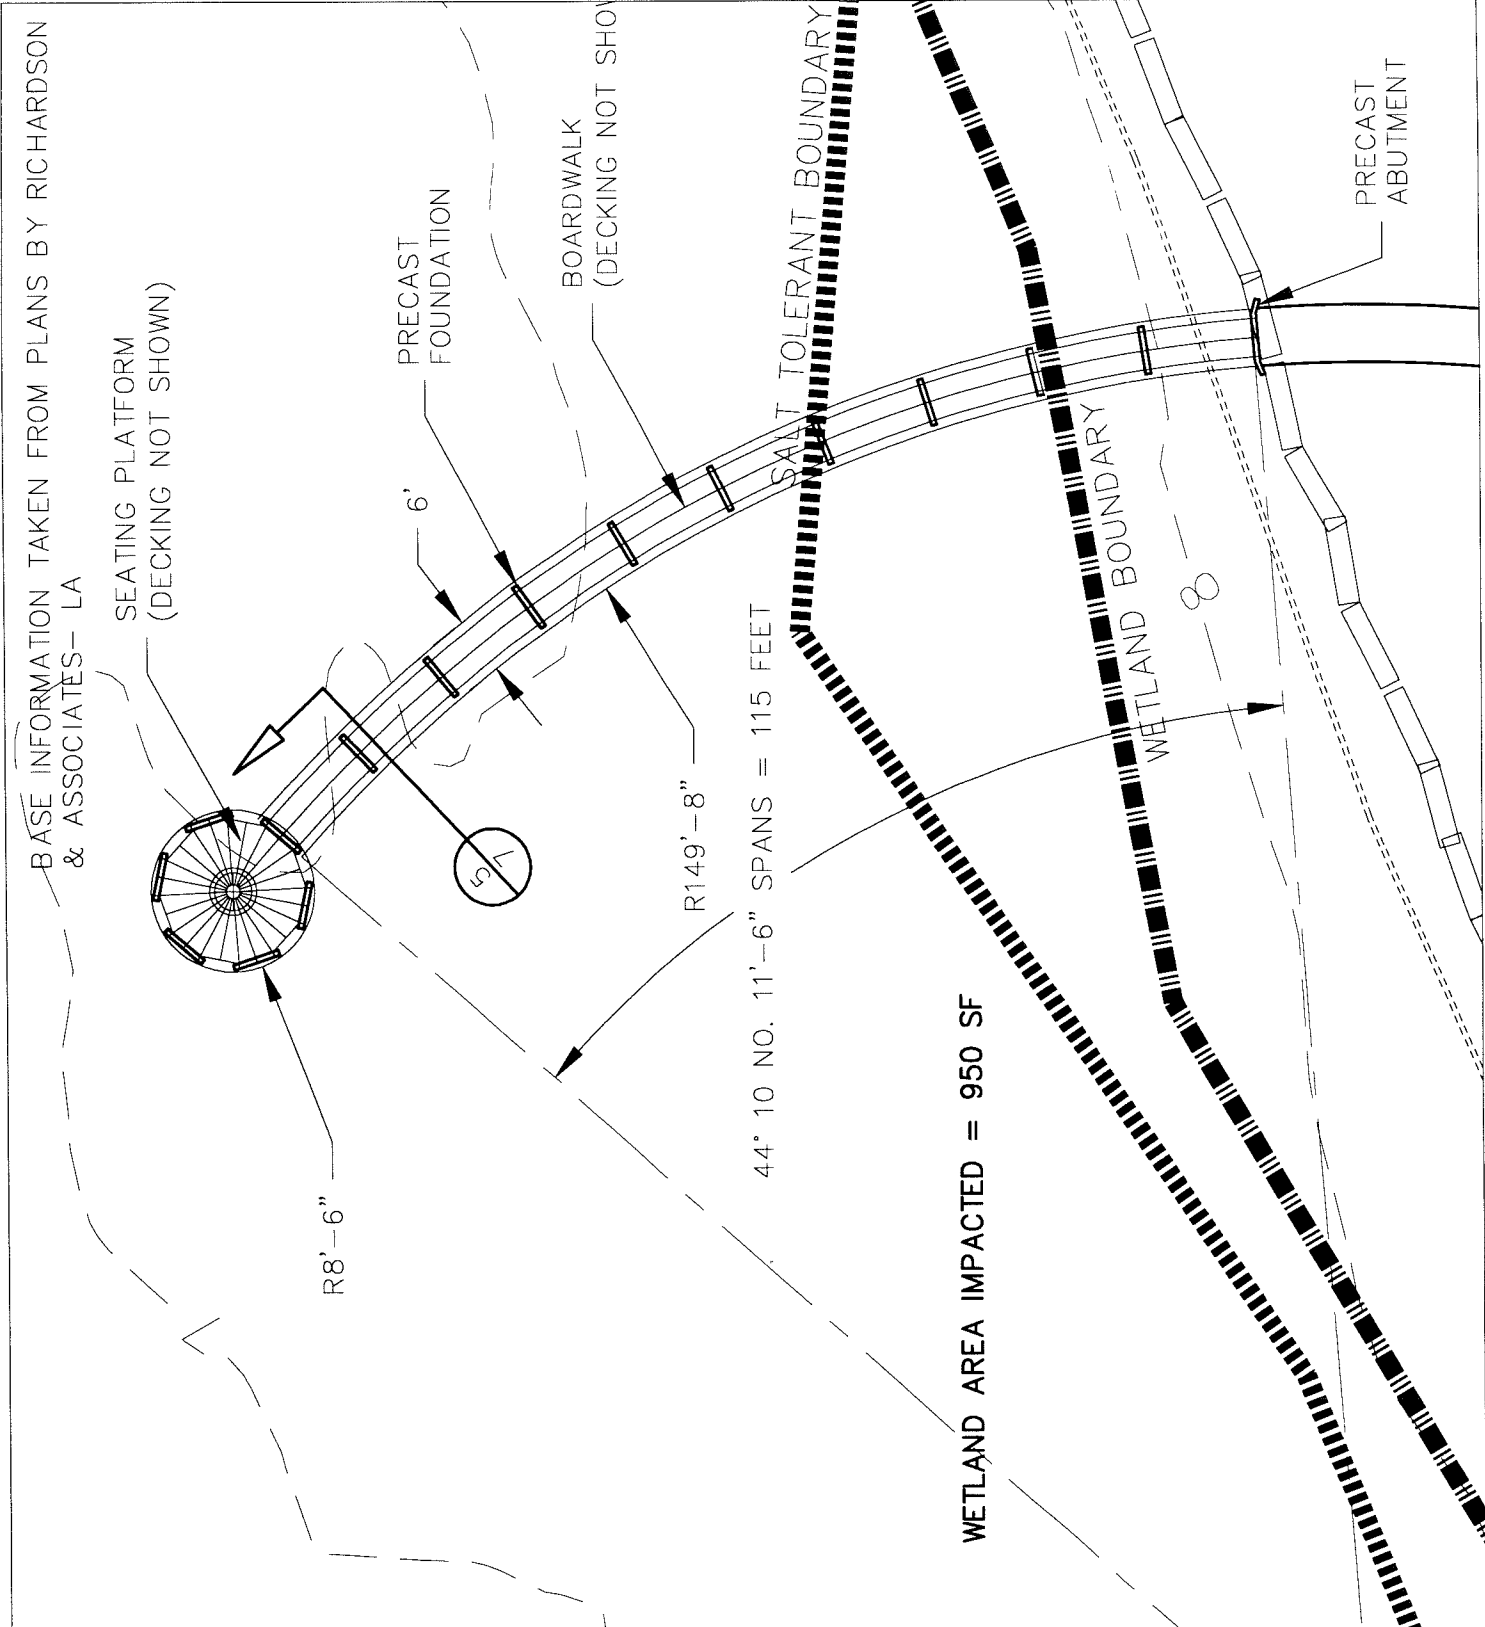 BASE INFORMATION TAKEN FROM PLANS BY RICHARDSON
& ASSOCIATES- LA
SEATING PLATFORM
(DECKING NOT SHOWN)
PRECAST
FOUNDATION
6'
BOARDWALK
(DECKING NOT SHOW
SALT TOLERANT BOUNDARY
PRECAST
ABUTMENT
WETLAND BOUNDARY
8
5
7
R149'-8"
44° 10 NO. 11'-6" SPANS = 115 FEET
R8'-6"
WETLAND AREA IMPACTED = 950 SF